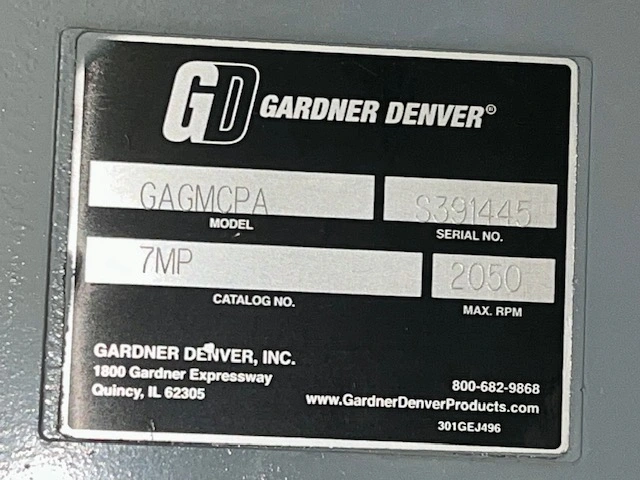 GD GARDNER DENVER®
GAGMCPA S391445
MODEL SERIAL NO.
7MP 2050
CATALOG NO. MAX. RPM
GARDNER DENVER, INC.
1800 Gardner Expressway
Quincy, IL 62305
800-682-9868
www.GardnerDenverProducts.com
301GEJ496